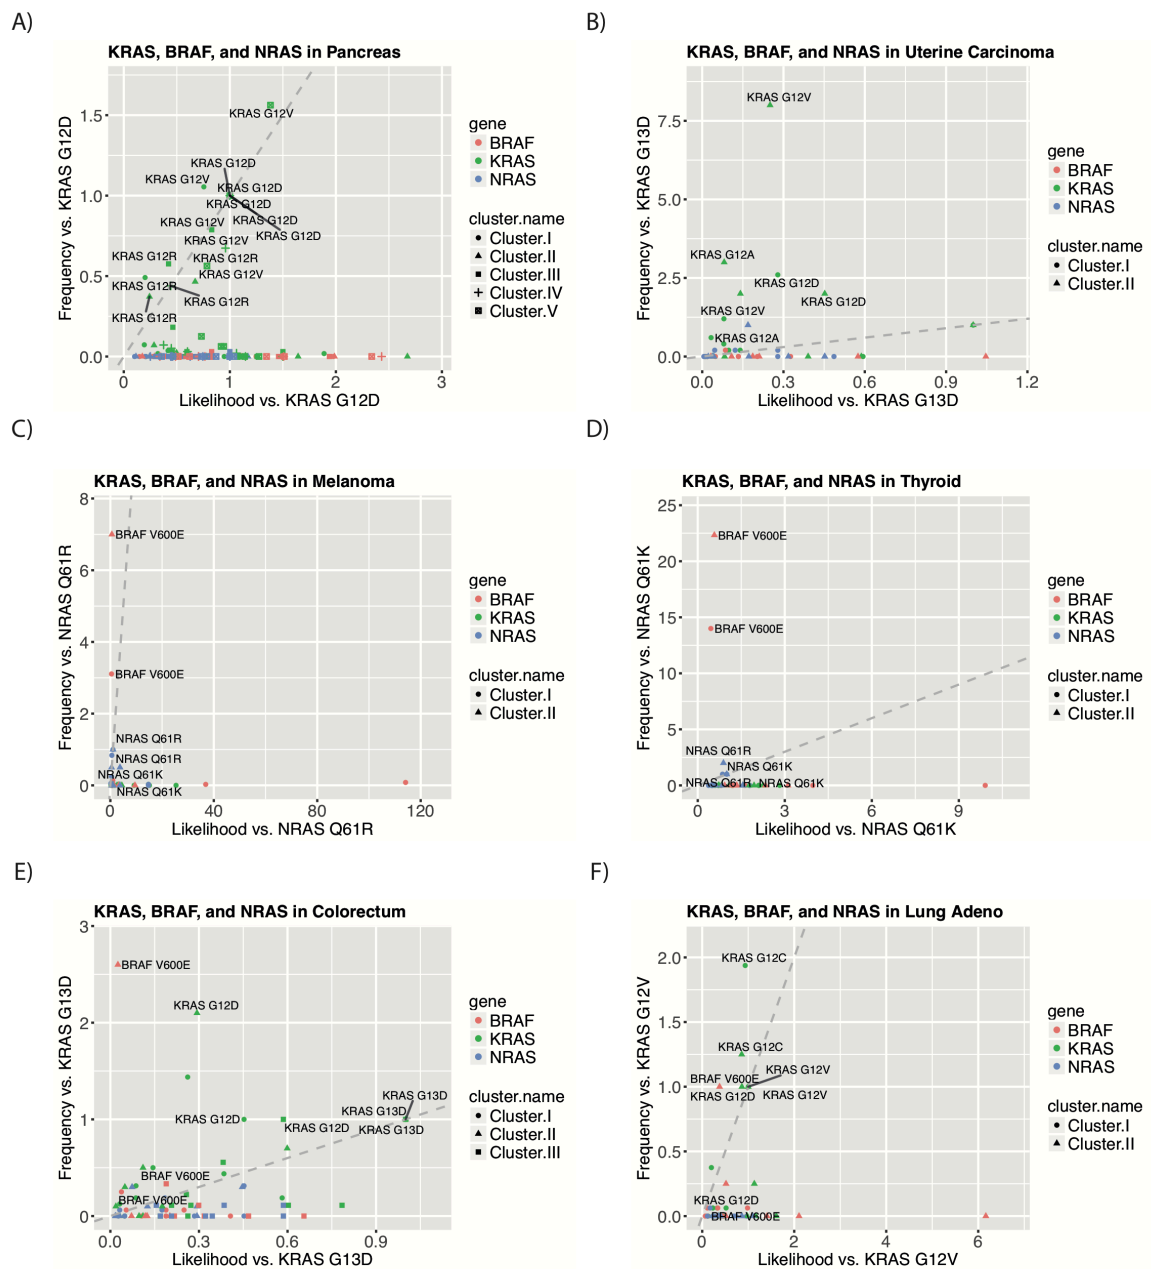 A)
KRAS, BRAF, and NRAS in Pancreas
Frequency vs. KRAS G12D
1.5
1.0
0.5
0.0
KRAS G12V
KRAS G12D
KRAS G12V
KRAS G12D
KRAS G12D
KRAS G12V
KRAS G12D
KRAS G12V
KRAS G12D
KRAS G12R
KRAS G12R
KRAS G12V
KRAS G12R
KRAS G12R
KRAS G12R
0
1
2
3
Likelihood vs. KRAS G12D
gene
BRAF
KRAS
NRAS
cluster.name
Cluster.I
Cluster.II
Cluster.III
Cluster.IV
Cluster.V
B)
KRAS, BRAF, and NRAS in Uterine Carcinoma
Frequency vs. KRAS G13D
7.5
5.0
2.5
0.0
KRAS G12V
KRAS G12A
KRAS G12D
KRAS G12D
KRAS G12V
KRAS G12A
0.0
0.3
0.6
0.9
1.2
Likelihood vs. KRAS G13D
gene
BRAF
KRAS
NRAS
cluster.name
Cluster.I
Cluster.II
C)
KRAS, BRAF, and NRAS in Melanoma
Frequency vs. NRAS Q61R
8
6
4
2
0
BRAF V600E
BRAF V600E
NRAS Q61R
NRAS Q61R
NRAS Q61K
NRAS Q61K
0
40
80
120
Likelihood vs. NRAS Q61R
gene
BRAF
KRAS
NRAS
cluster.name
Cluster.I
Cluster.II
D)
KRAS, BRAF, and NRAS in Thyroid
Frequency vs. NRAS Q61K
25
20
15
10
5
0
BRAF V600E
BRAF V600E
NRAS Q61R
NRAS Q61K
NRAS Q61R
NRAS Q61K
0
3
6
9
Likelihood vs. NRAS Q61K
gene
BRAF
KRAS
NRAS
cluster.name
Cluster.I
Cluster.II
E)
KRAS, BRAF, and NRAS in Colorectum
Frequency vs. KRAS G13D
3
2
1
0
BRAF V600E
KRAS G12D
KRAS G13D
KRAS G13D
KRAS G12D
KRAS G12D
KRAS G13D
BRAF V600E
BRAF V600E
0.0
0.3
0.6
0.9
Likelihood vs. KRAS G13D
gene
BRAF
KRAS
NRAS
cluster.name
Cluster.I
Cluster.II
Cluster.III
F)
KRAS, BRAF, and NRAS in Lung Adeno
Frequency vs. KRAS G12V
2.0
1.5
1.0
0.5
0.0
KRAS G12C
KRAS G12C
KRAS G12V
BRAF V600E
KRAS G12D
KRAS G12V
KRAS G12D
BRAF V600E
0
2
4
6
Likelihood vs. KRAS G12V
gene
BRAF
KRAS
NRAS
cluster.name
Cluster.I
Cluster.II